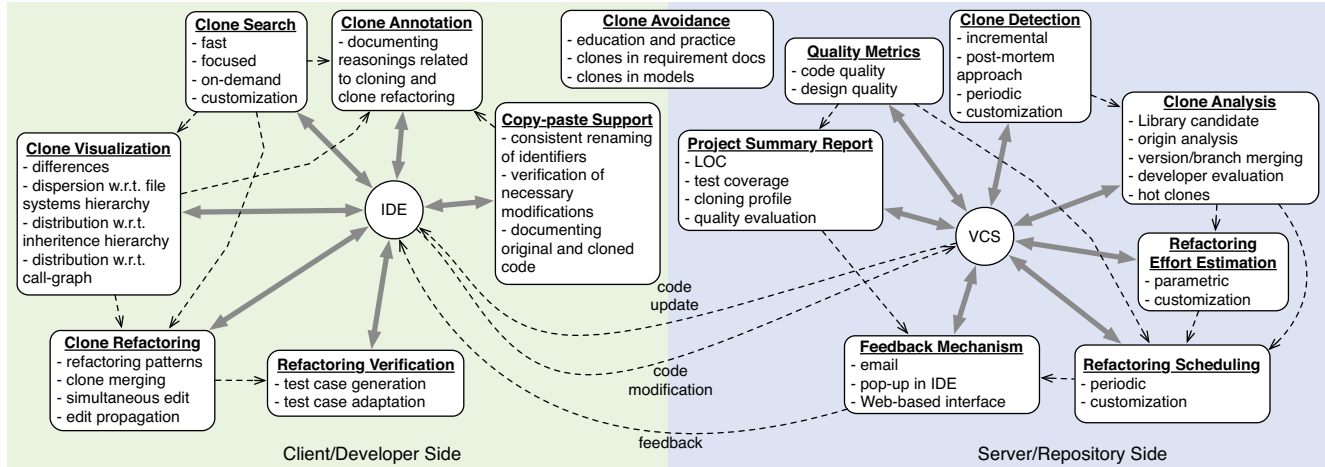 Clone Search
- fast
- focused
- on-demand
- customization
Clone Annotation
- documenting
reasonings related
to cloning and
clone refactoring
Clone Avoidance
- education and practice
- clones in requirement docs
- clones in models
Quality Metrics
- code quality
- design quality
Clone Detection
- incremental
- post-mortem
approach
- periodic
- customization
Clone Visualization
- differences
- dispersion w.r.t. file
systems hierarchy
- distribution w.r.t.
inheritence hierarchy
- distribution w.r.t.
call-graph
Copy-paste Support
- consistent renaming
of identifiers
- verification of
necessary
modifications
- documenting
original and cloned
code
Project Summary Report
- LOC
- test coverage
- cloning profile
- quality evaluation
Clone Analysis
- Library candidate
- origin analysis
- version/branch merging
- developer evaluation
- hot clones
IDE
VCS
Refactoring
Effort Estimation
- parametric
- customization
code
update
Clone Refactoring
- refactoring patterns
- clone merging
- simultaneous edit
- edit propagation
Refactoring Verification
- test case generation
- test case adaptation
code
modification
Feedback Mechanism
- email
- pop-up in IDE
- Web-based interface
Refactoring Scheduling
- periodic
- customization
feedback
Client/Developer Side
Server/Repository Side